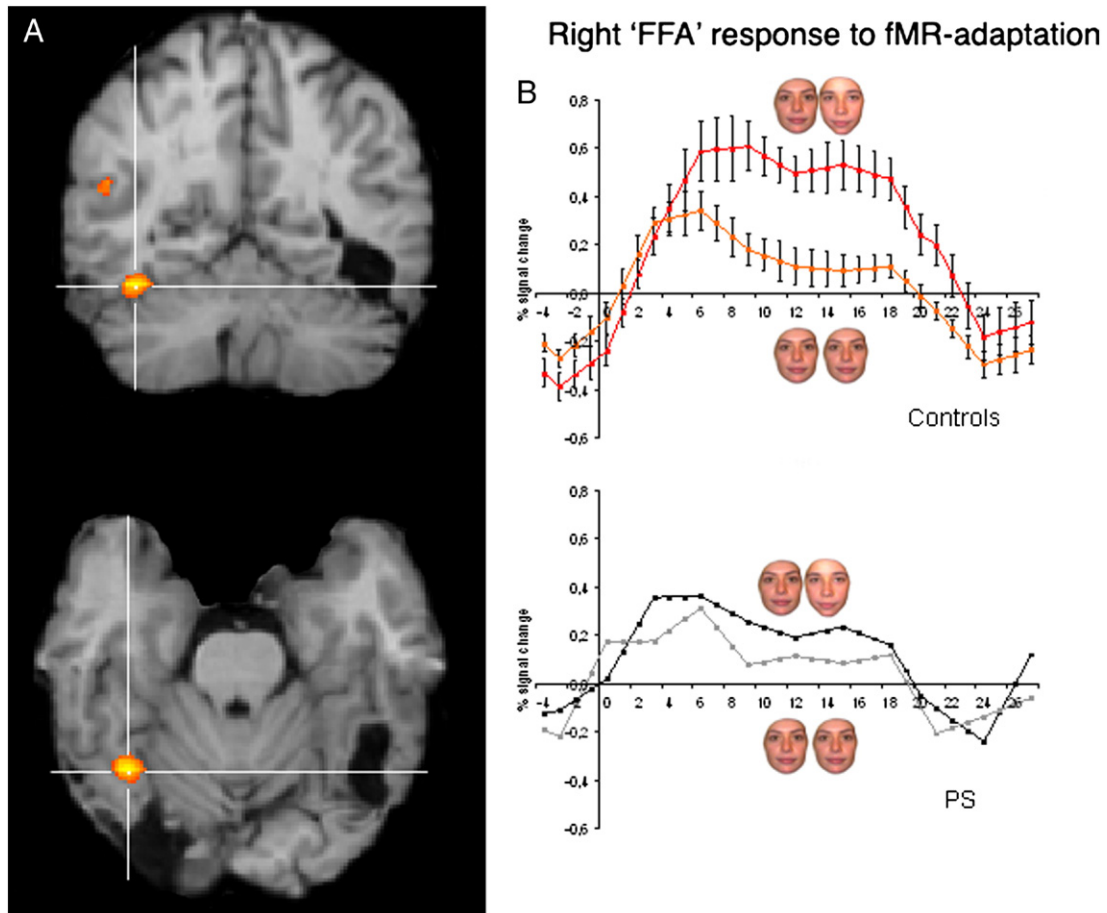 A
Right ‘FFA’ response to fMR-adaptation
B
% signal change
0,8
0,6
0,4
0,2
0,0
-0,2
-0,4
-0,6
-4 -2 0 2 4 6 8 10 12 14 16 18 20 22 24 26
Controls
% signal change
0,8
0,6
0,4
0,2
0,0
-0,2
-0,4
-0,6
-4 -2 0 2 4 6 8 10 12 14 16 18 20 22 24 26
PS